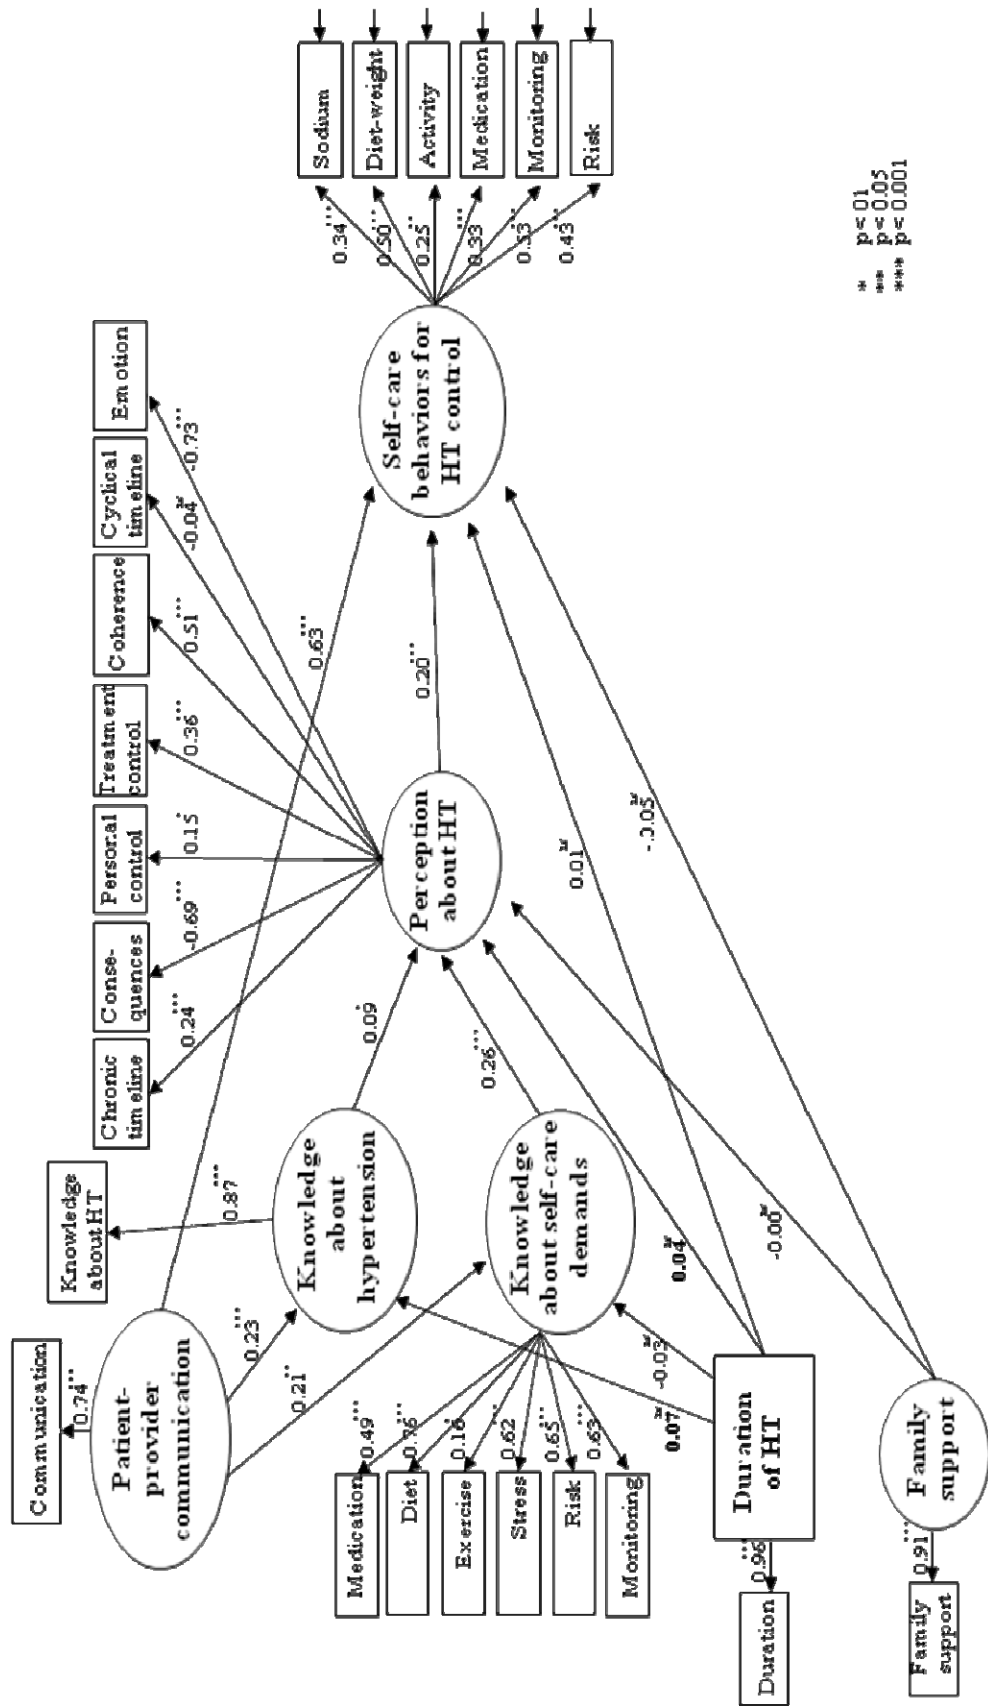 Communication
0.74***
Patient-
provider
communication
Knowledge
about HT
0.87***
0.23***
0.21**
Knowledge
about
hypertension
Knowledge
about self-care
demands
Medication
0.49***
Diet
0.76***
Exercise
0.16*
Stress
0.62***
Risk
0.65***
Monitoring
0.63***
Duration
of HT
0.96***
Duration
0.07
-0.03
0.04
0.01
Family
support
0.91***
Family
support
-0.00
-0.05
0.09*
0.26***
Perception
about HT
Chronic
timeline
0.24***
Conse-
quences
-0.69***
Personal
control
0.15*
Treatment
control
0.36***
Coherence
0.51***
Cyclical
timeline
-0.04
Emotion
-0.73***
0.63***
0.20***
Self-care
behaviors for
HT control
0.34***
Sodium
0.50***
Diet-weight
0.25**
Activity
0.33***
Medication
0.53***
Monitoring
0.43***
Risk
* p<01
** p<0.05
*** p<0.001